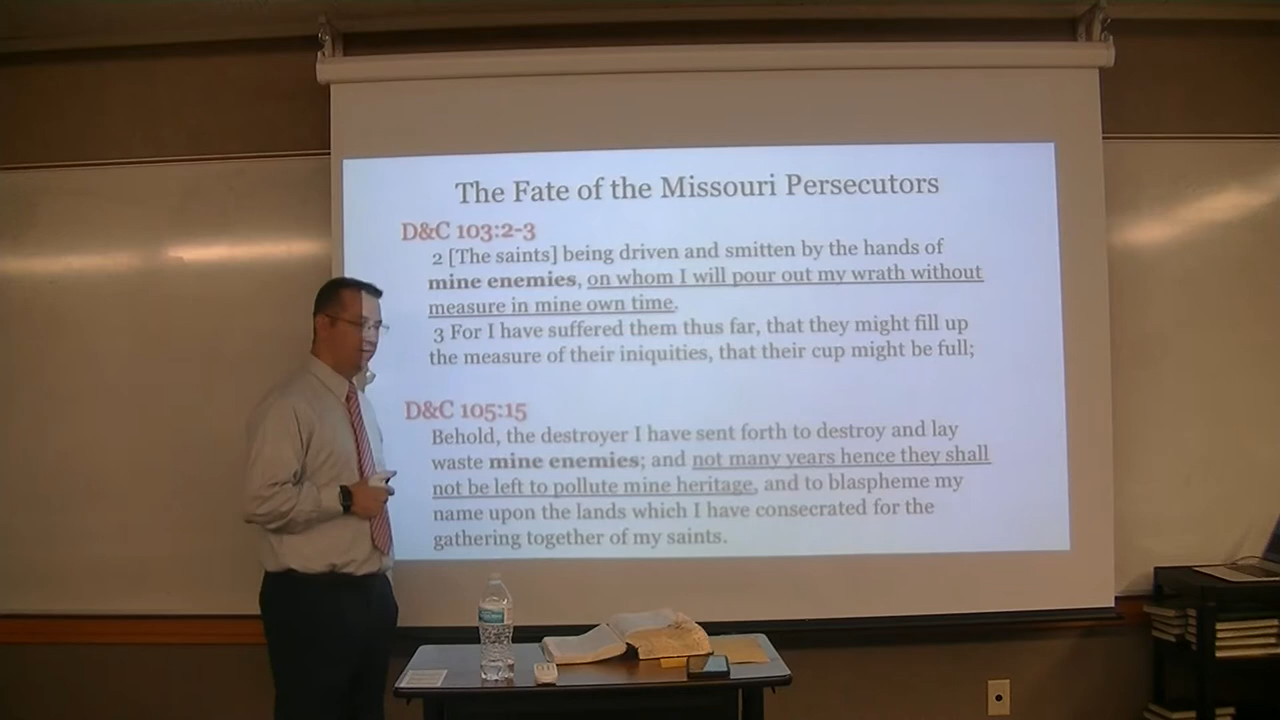 The Fate of the Missouri Persecutors
D&C 103:2-3
2 [The saints] being driven and smitten by the hands of
mine enemies, on whom I will pour out my wrath without
measure in mine own time.
3 For I have suffered them thus far, that they might fill up
the measure of their iniquities, that their cup might be full;
D&C 105:15
Behold, the destroyer I have sent forth to destroy and lay
waste mine enemies; and not many years hence they shall
not be left to pollute mine heritage, and to blaspheme my
name upon the lands which I have consecrated for the
gathering together of my saints.